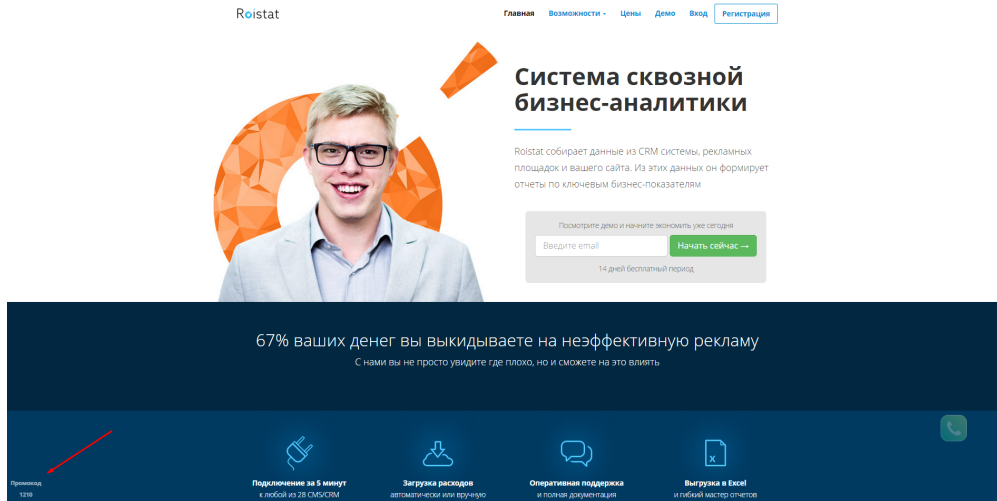 Roistat
Главная Возможности Цены Демо Вход Регистрация
Система сквозной
бизнес-аналитики
Roistat собирает данные из CRM системы, рекламных
площадок и вашего сайта. Из этих данных он формирует
отчеты по ключевым бизнес-показателям
Посмотрите демо и начните экономить уже сегодня
Введите email Начать сейчас →
14 дней бесплатный период
67% ваших денег вы выкидываете на неэффективную рекламу
С нами вы не просто увидите где плохо, но и сможете на это влиять
X
Промокод
1210
Подключение за 5 минут
к любой из 28 CMS/CRM
Загрузка расходов
автоматически или вручную
Оперативная поддержка
и полная документация
Выгрузка в Excel
и гибкий мастер отчетов